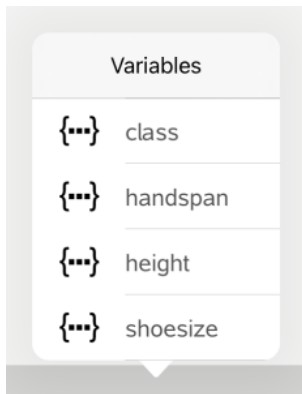 Variables
{...} class
{...} handspan
{...} height
{...} shoesize